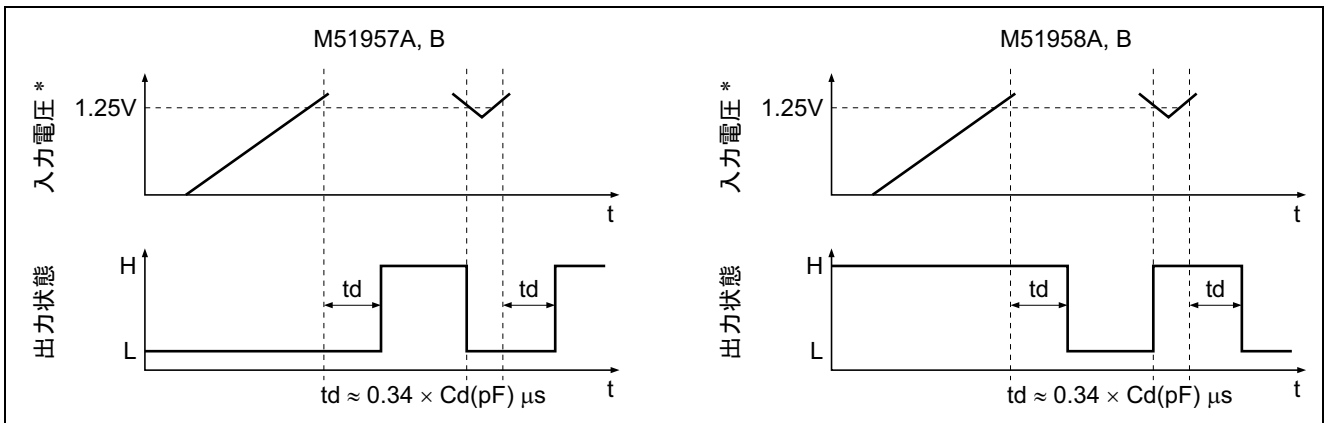 M51957A, B
入力電圧 *
1.25V
t
出力状態
H
L
td
td
t
td ≈ 0.34 × Cd(pF) μs
M51958A, B
入力電圧 *
1.25V
t
出力状態
H
L
td
td
t
td ≈ 0.34 × Cd(pF) μs